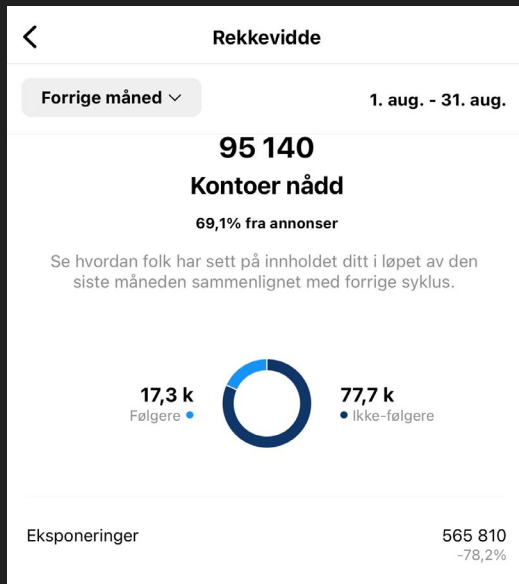 Rekkevidde
Forrige måned
1. aug. - 31. aug.
95 140
Kontoer nådd
69,1% fra annonser
Se hvordan folk har sett på innholdet ditt i løpet av den
siste måneden sammenlignet med forrige syklus.
17,3 k
Følgere
77,7 k
Ikke-følgere
Eksponeringer
565 810
-78,2%